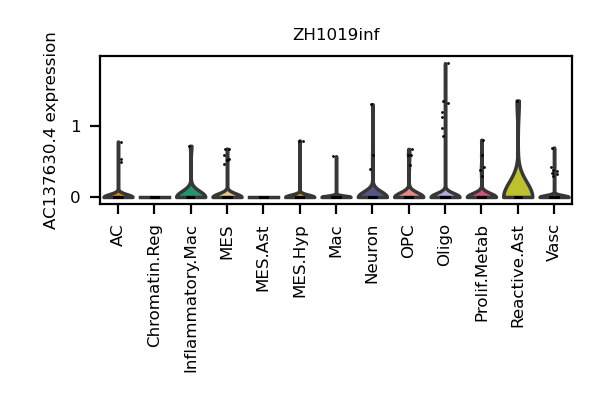 ZH1019inf
AC137630.4 expression
1
0
AC
Chromatin.Reg
Inflammatory.Mac
MES
MES.Ast
MES.Hyp
Mac
Neuron
OPC
Oligo
Prolif.Metab
Reactive.Ast
Vasc